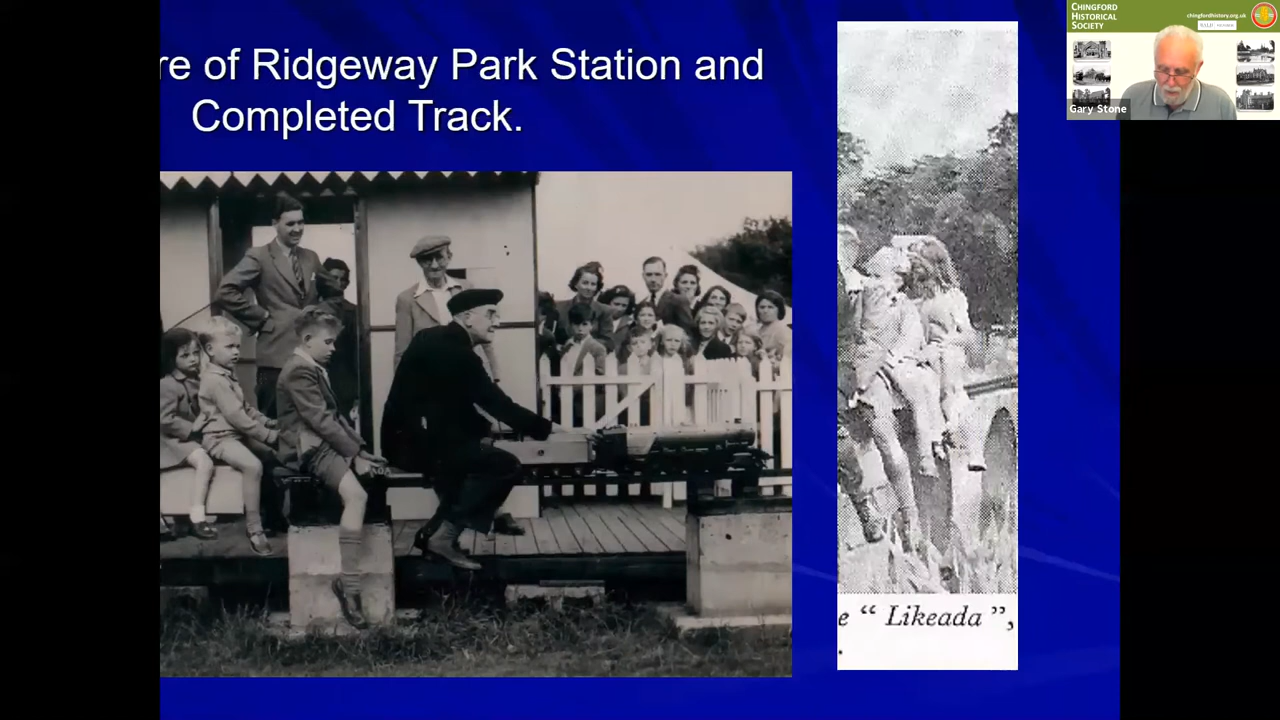 re of Ridgeway Park Station and
Completed Track.
e “ Likeada ”,
.
CHINGFORD
HISTORICAL
SOCIETY
chingfordhistory.org.uk
Gary Stone